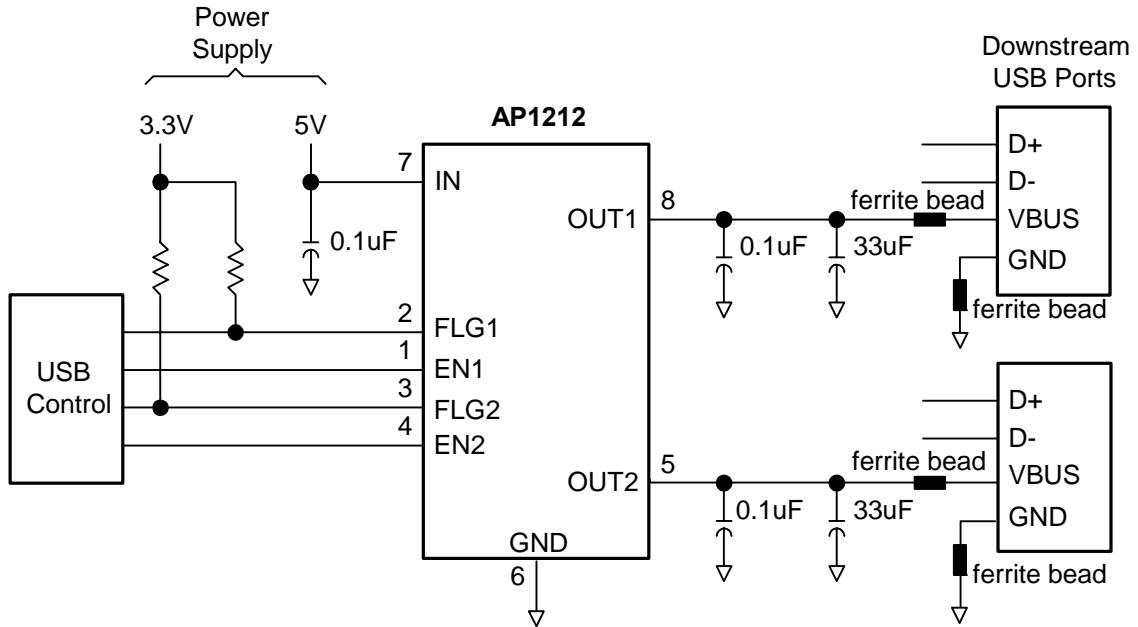 Power
Supply
3.3V
5V
AP1212
Downstream
USB Ports
7
IN
0.1uF
OUT1
8
0.1uF
33uF
ferrite bead
D+
D-
VBUS
GND
ferrite bead
USB
Control
2
FLG1
1
EN1
3
FLG2
4
EN2
OUT2
5
0.1uF
33uF
ferrite bead
D+
D-
VBUS
GND
ferrite bead
GND
6